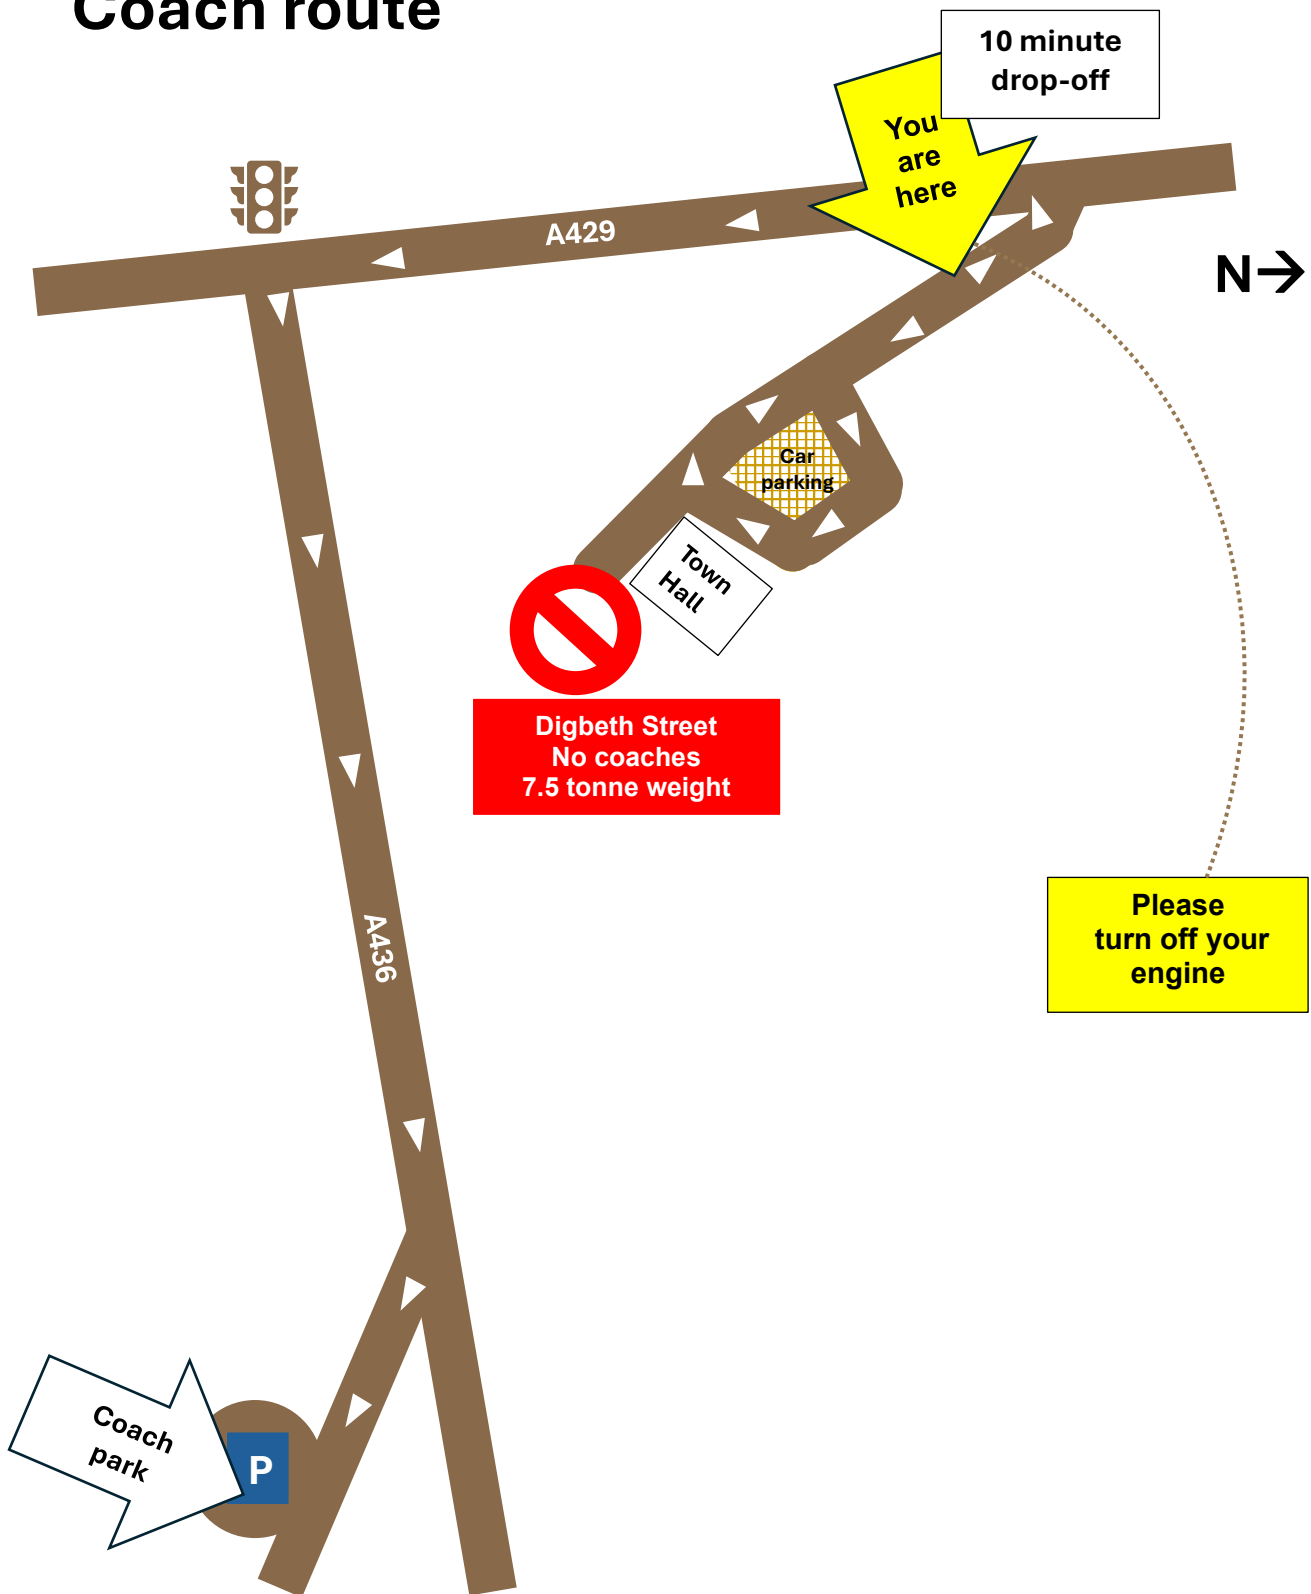 Coach route
10 minute
drop-off
You
are
here
A429
N
Car
parking
Town
Hall
Digbeth Street
No coaches
7.5 tonne weight
A436
Please
turn off your
engine
Coach
park
P